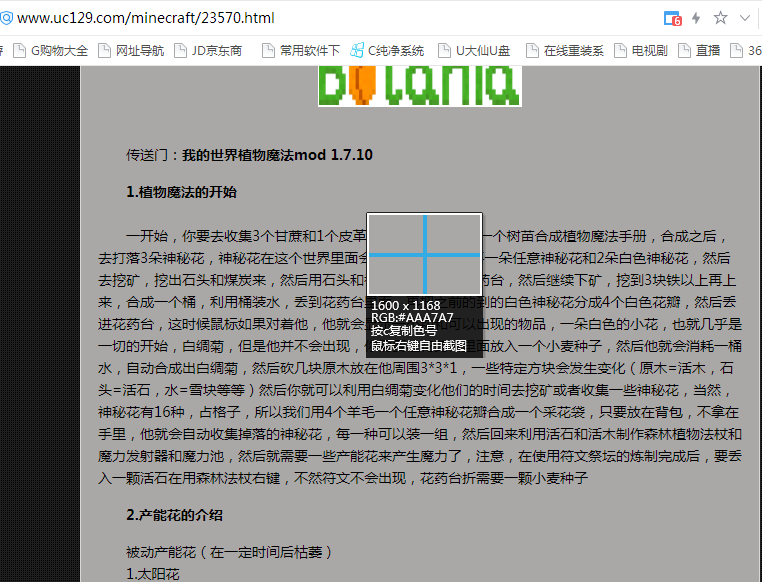 www.uc129.com/minecraft/23570.html
6
G购物大全 网址导航 JD京东商 常用软件下 C纯净系统 U大仙U盘 在线重装系 电视剧 直播 36
Botania
传送门：我的世界植物魔法mod 1.7.10
1.植物魔法的开始
一开始，你要去收集3个甘蔗和1个皮革 一个树苗合成植物魔法手册，合成之后，
去打落3朵神秘花，神秘花在这个世界里面会 一朵任意神秘花和2朵白色神秘花，然后
去挖矿，挖出石头和煤炭来，然后用石头和 药台，然后继续下矿，挖到3块铁以上再上
来，合成一个桶，利用桶装水，丢到花药台 之前的到的白色神秘花分成4个白色花瓣，然后丢
进花药台，这时候鼠标如果对着他，他就会 可以出现的物品，一朵白色的小花，也就几乎是
一切的开始，白绸菊，但是他并不会出现， 里面放入一个小麦种子，然后他就会消耗一桶
水，自动合成出白绸菊，然后砍几块原木放在他周围3*3*1，一些特定方块会发生变化（原木=活木，石
头=活石，水=雪块等等）然后你就可以利用白绸菊变化他们的时间去挖矿或者收集一些神秘花，当然，
神秘花有16种，占格子，所以我们用4个羊毛一个任意神秘花瓣合成一个采花袋，只要放在背包，不拿在
手里，他就会自动收集掉落的神秘花，每一种可以装一组，然后回来利用活石和活木制作森林植物法杖和
魔力发射器和魔力池，然后就需要一些产能花来产生魔力了，注意，在使用符文祭坛的炼制完成后，要丢
入一颗活石在用森林法杖右键，不然符文不会出现，花药台折需要一颗小麦种子
1600 x 1168
RGB:#AAA7A7
按c复制色号
鼠标右键自由截图
2.产能花的介绍
被动产能花（在一定时间后枯萎）
1.太阳花